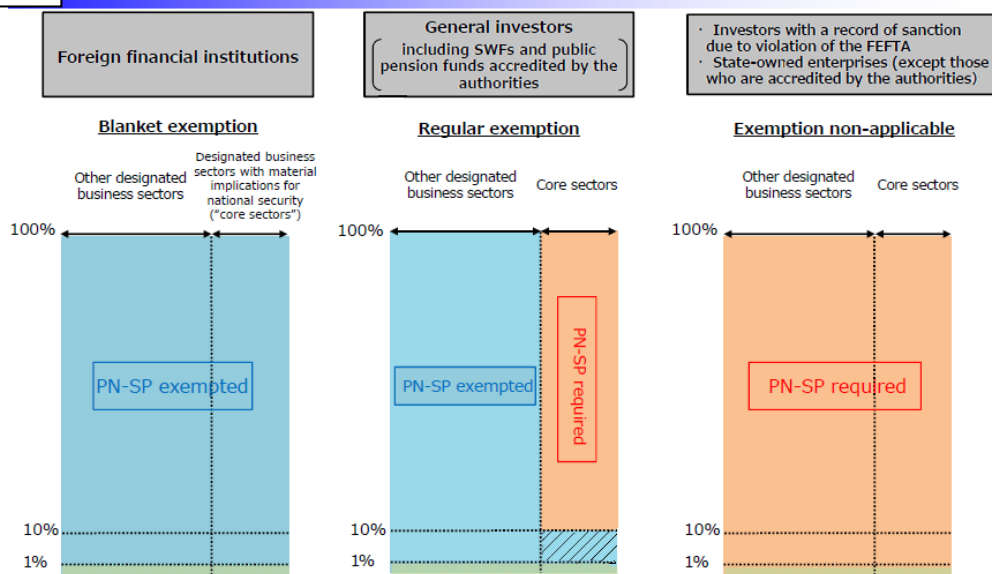 Foreign financial institutions
General investors
including SWFs and public
pension funds accredited by the
authorities
· Investors with a record of sanction
due to violation of the FEFTA
· State-owned enterprises (except those
who are accredited by the authorities)
Blanket exemption
Regular exemption
Exemption non-applicable
Other designated
business sectors
Designated business
sectors with material
implications for
national security
("core sectors")
Other designated
business sectors
Core sectors
Other designated
business sectors
Core sectors
100%
100%
100%
PN-SP exempted
PN-SP exempted
PN-SP required
PN-SP required
10%
10%
10%
1%
1%
1%